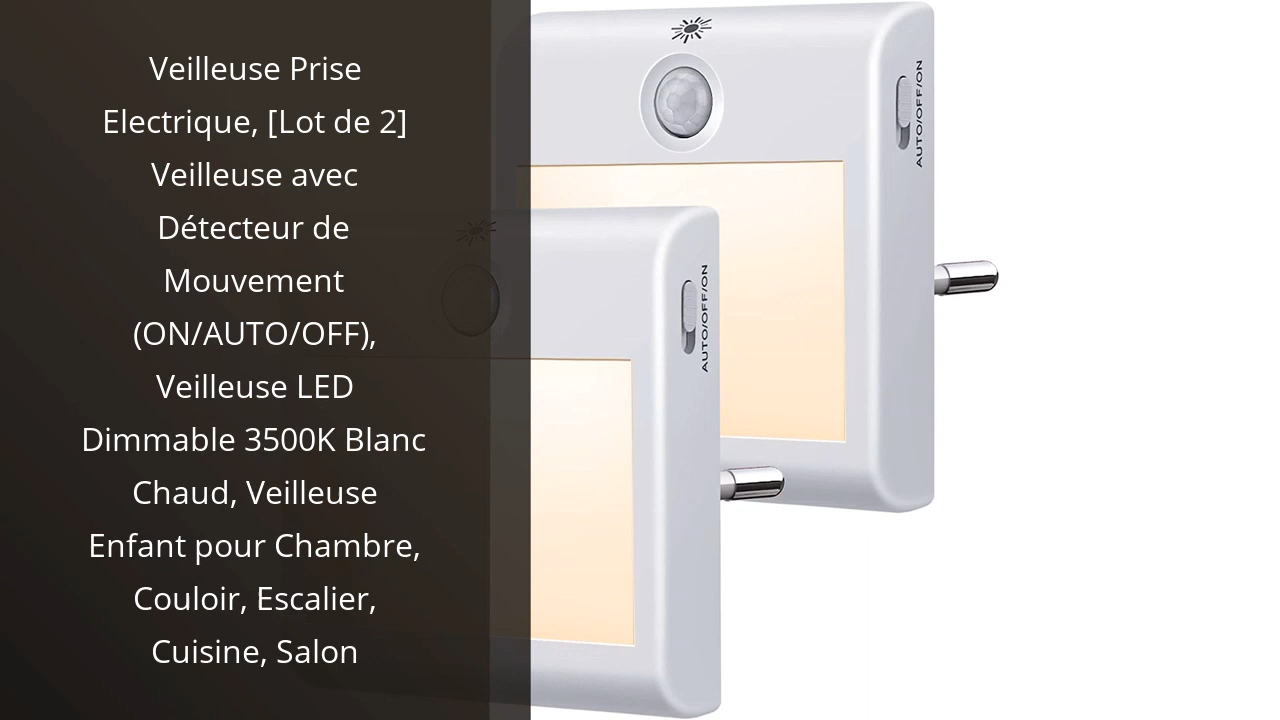 Veilleuse Prise
Electrique, [Lot de 2]
Veilleuse avec
Détecteur de
Mouvement
(ON/AUTO/OFF),
Veilleuse LED
Dimmable 3500K Blanc
Chaud, Veilleuse
Enfant pour Chambre,
Couloir, Escalier,
Cuisine, Salon
AUTO/OFF/ON
AUTO/OFF/ON